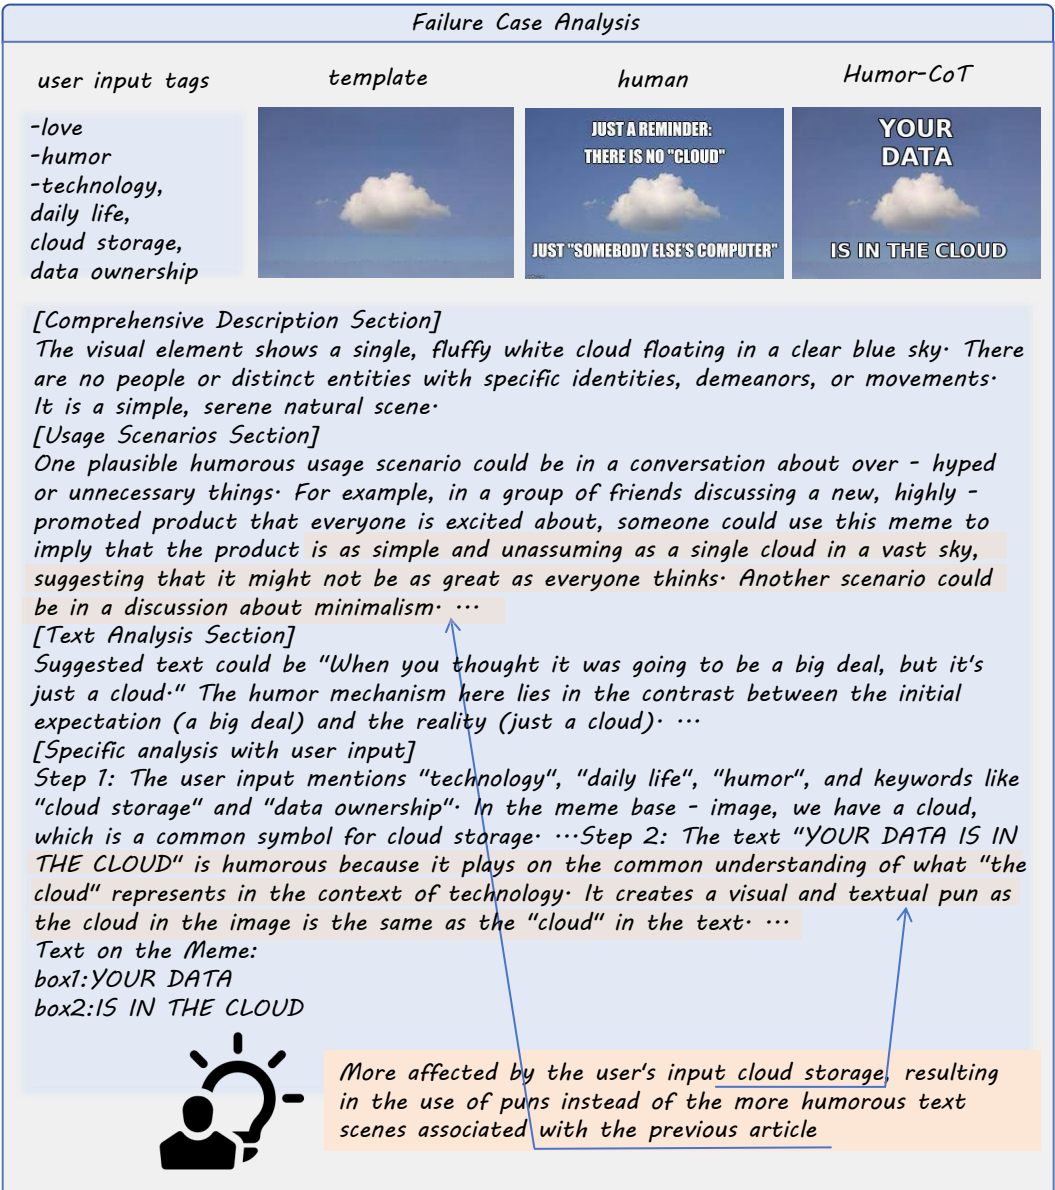 Failure Case Analysis
user input tags
template
human
Humor-CoT
-love
-humor
-technology,
daily life,
cloud storage,
data ownership
JUST A REMINDER:
THERE IS NO "CLOUD"
JUST "SOMEBODY ELSE'S COMPUTER"
YOUR
DATA
IS IN THE CLOUD
[Comprehensive Description Section]
The visual element shows a single, fluffy white cloud floating in a clear blue sky. There
are no people or distinct entities with specific identities, demeanors, or movements.
It is a simple, serene natural scene.
[Usage Scenarios Section]
One plausible humorous usage scenario could be in a conversation about over - hyped
or unnecessary things. For example, in a group of friends discussing a new, highly -
promoted product that everyone is excited about, someone could use this meme to
imply that the product is as simple and unassuming as a single cloud in a vast sky,
suggesting that it might not be as great as everyone thinks. Another scenario could
be in a discussion about minimalism. ...
[Text Analysis Section]
Suggested text could be "When you thought it was going to be a big deal, but it's
just a cloud." The humor mechanism here lies in the contrast between the initial
expectation (a big deal) and the reality (just a cloud). ...
[Specific analysis with user input]
Step 1: The user input mentions "technology", "daily life", "humor", and keywords like
"cloud storage" and "data ownership". In the meme base - image, we have a cloud,
which is a common symbol for cloud storage. ...Step 2: The text "YOUR DATA IS IN
THE CLOUD" is humorous because it plays on the common understanding of what "the
cloud" represents in the context of technology. It creates a visual and textual pun as
the cloud in the image is the same as the "cloud" in the text. ...
Text on the Meme:
box1:YOUR DATA
box2:IS IN THE CLOUD
More affected by the user's input cloud storage, resulting
in the use of puns instead of the more humorous text
scenes associated with the previous article